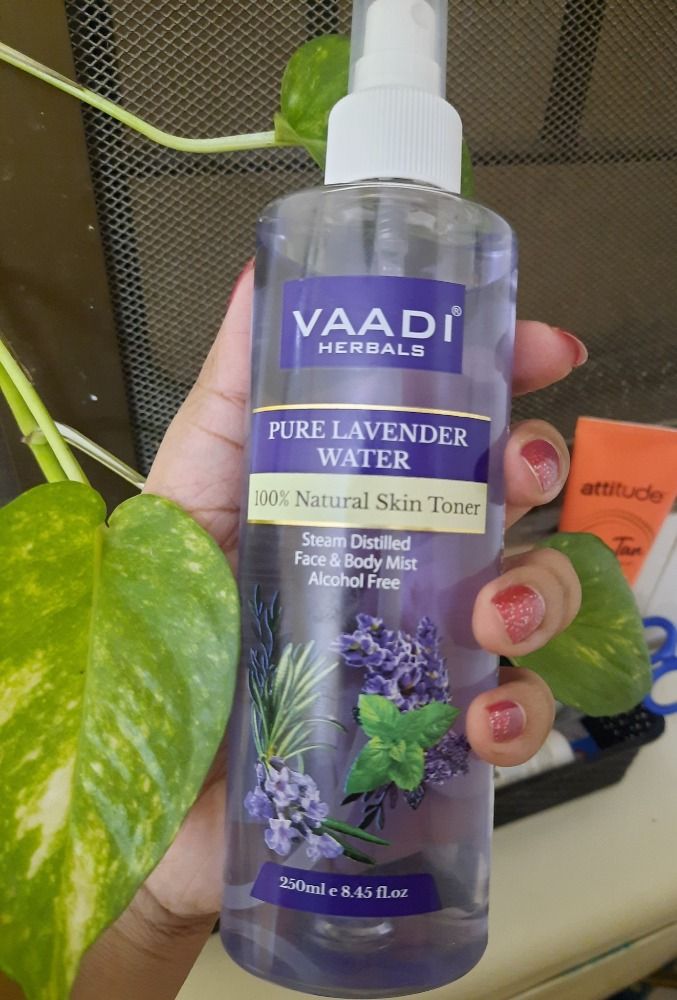 VAADI®
HERBALS
PURE LAVENDER
WATER
100% Natural Skin Toner
Steam Distilled
Face & Body Mist
Alcohol Free
250ml e 8.45 fl.oz
attitude
Tan